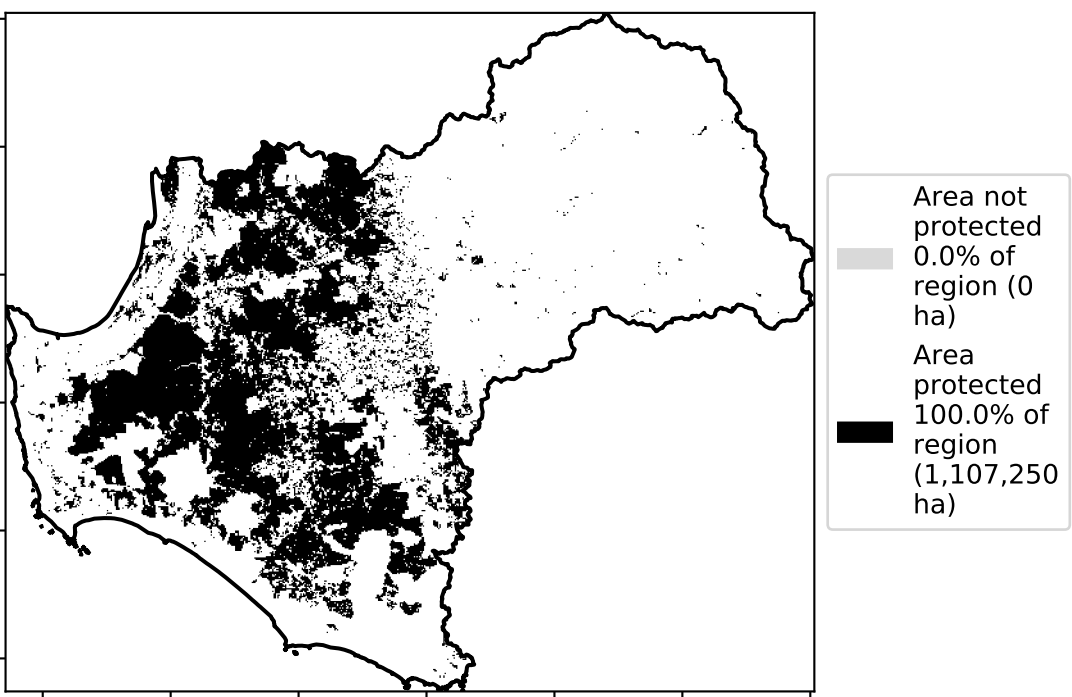 Area not
protected
0.0% of
region (0
ha)
Area
protected
100.0% of
region
(1,107,250
ha)